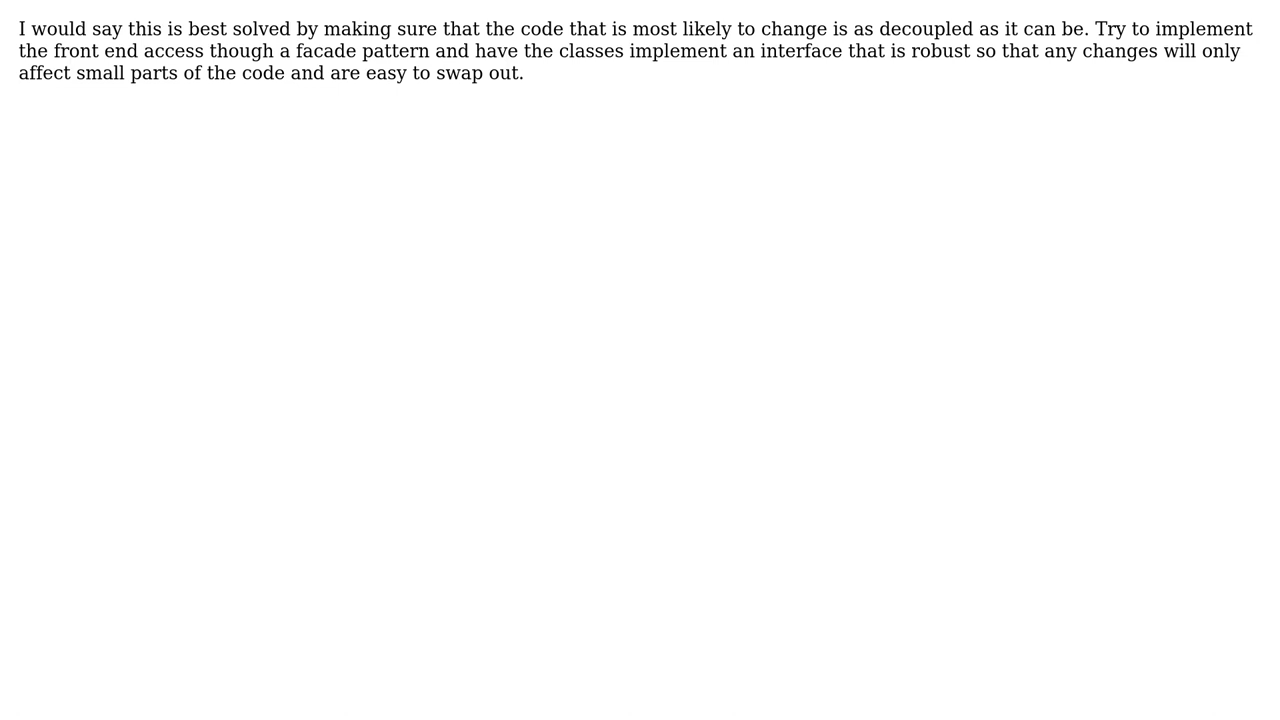 I would say this is best solved by making sure that the code that is most likely to change is as decoupled as it can be. Try to implement
the front end access though a facade pattern and have the classes implement an interface that is robust so that any changes will only
affect small parts of the code and are easy to swap out.